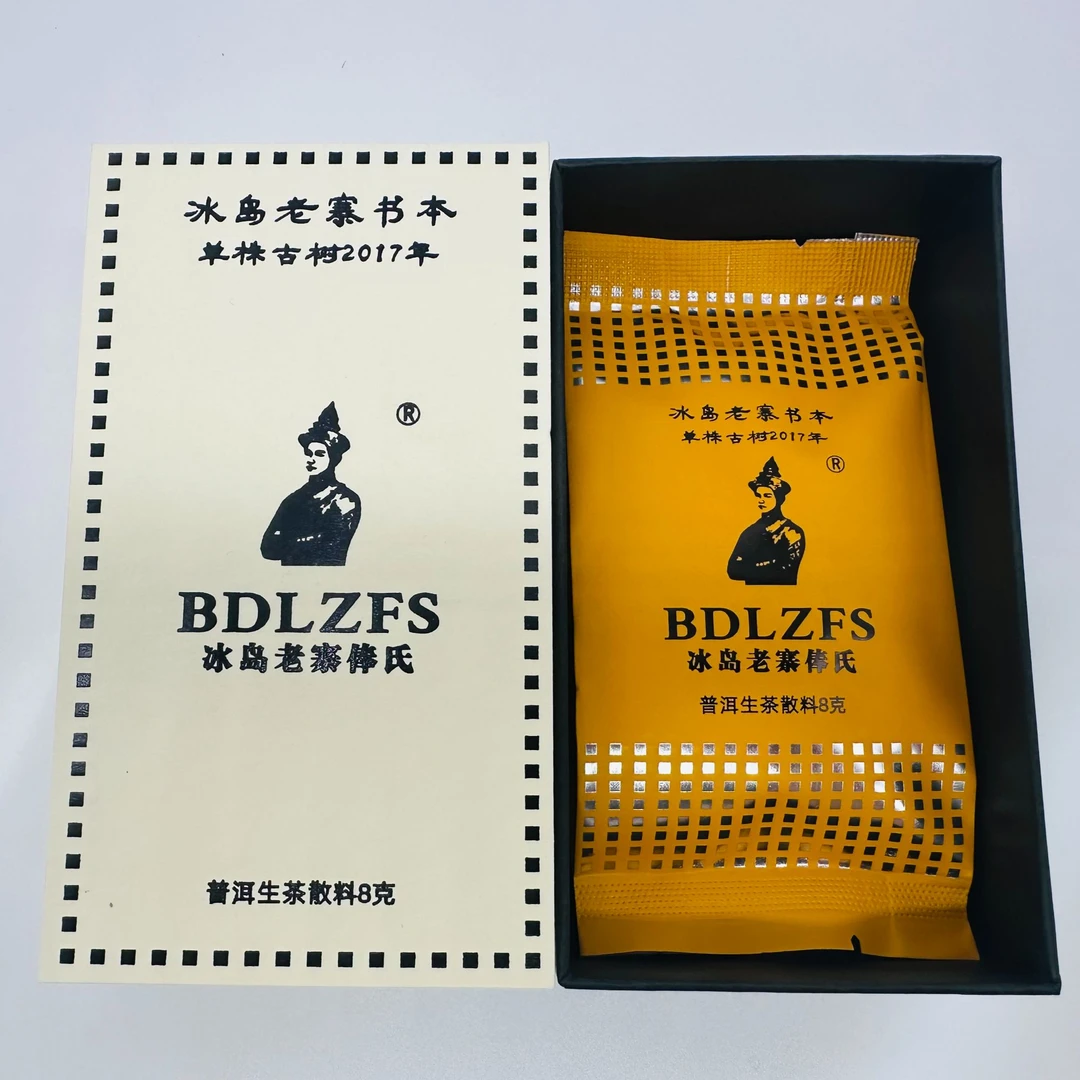 冰岛老寨书本
单株古树2017年
®
BDLZFS
冰岛老寨俸氏
普洱生茶散料8克
冰岛老寨书本
单株古树2017年
®
BDLZFS
冰岛老寨俸氏
普洱生茶散料8克